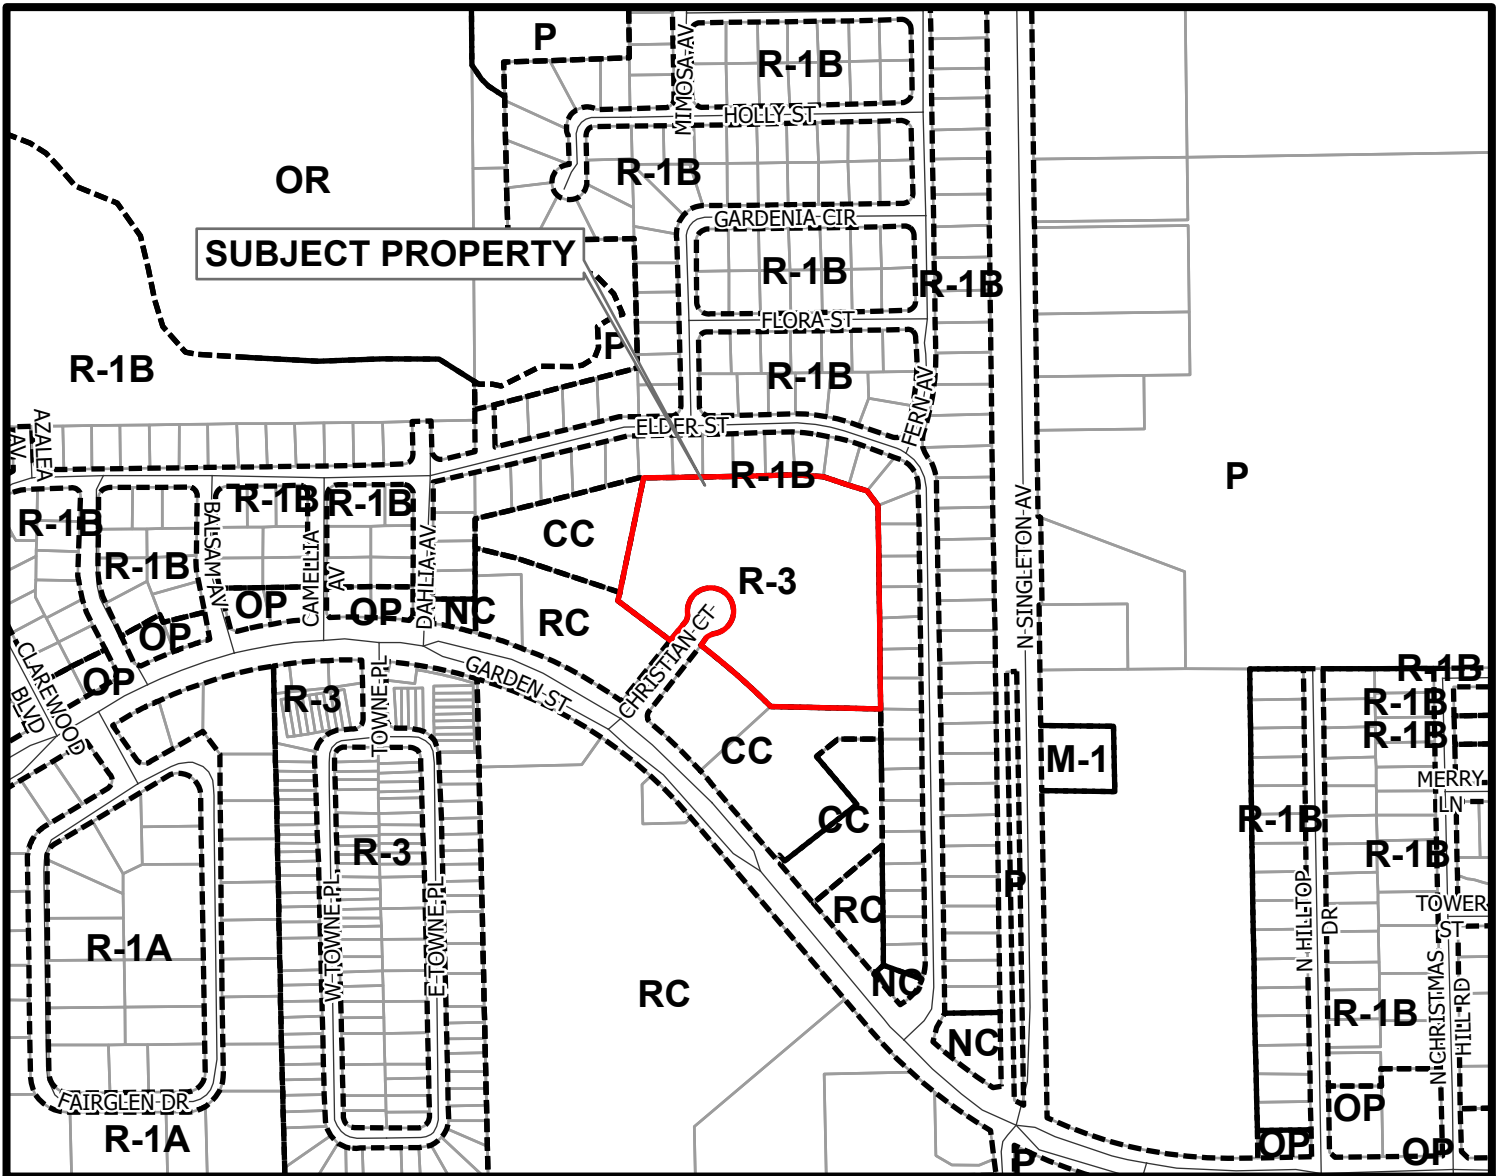 P
MIMOSA AV
R-1B
HOLLY ST
OR
R-1B
GARDENIA CIR
SUBJECT PROPERTY
R-1B
R-1B
FLORA ST
P
R-1B
R-1B
FERN AV
ELDER ST
AZALEA
AV
R-1B
P
R-1B
R-1B
R-1B
R-1B
BALSAM AV
CAMELLIA
AV
DAHLIA AV
CC
N SINGLETON AV
R-1B
R-3
OP
OP
NC
RC
OP
CHRISTIAN CT
CLAREWOOD
BLVD
OP
GARDEN ST
R-1B
R-3
TOWNE PL
R-1B
R-1B
CC
M-1
MERRY
LN
CC
R-1B
R-3
R-1B
P
RC
TOWER
ST
N HILLTOP
DR
R-1A
W TOWNE PL
E TOWNE PL
NC
RC
R-1B
N CHRISTMAS
HILL RD
NC
FAIRGLEN DR
OP
R-1A
OP
OP
P